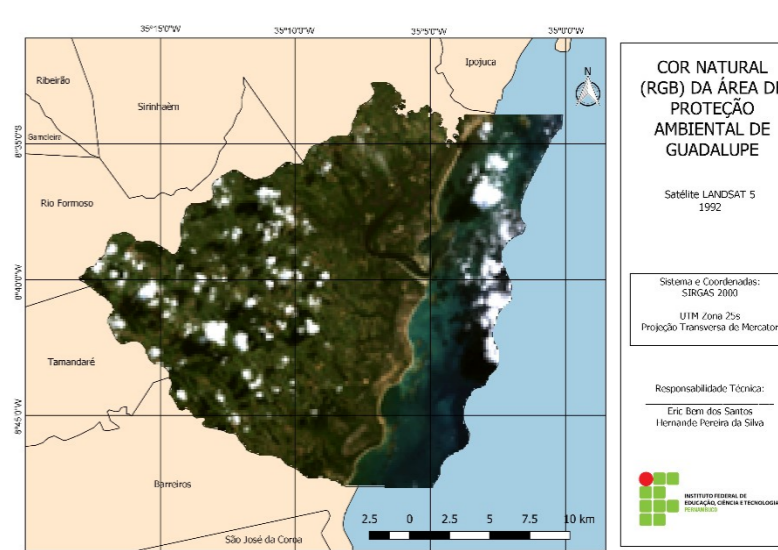 35°15'0"W
35°10'0"W
35°5'0"W
35°0'0"W
Ribeirão
Ipojuca
N
Sirinhaém
Gameleira
8°35'0"S
Rio Formoso
8°40'0"W
Tamandaré
8°45'0"W
Barreiros
São José da Coroa
2.5 0 2.5 5 7.5 10 km
COR NATURAL
(RGB) DA ÁREA DE
PROTEÇÃO
AMBIENTAL DE
GUADALUPE
Satélite LANDSAT 5
1992
Sistema e Coordenadas:
SIRGAS 2000
UTM Zona 25s
Projeção Transversa de Mercator
Responsabilidade Técnica:
Eric Bem dos Santos
Hernande Pereira da Silva
INSTITUTO FEDERAL DE
EDUCAÇÃO, CIÊNCIA E TECNOLOGIA
PERNAMBUCO